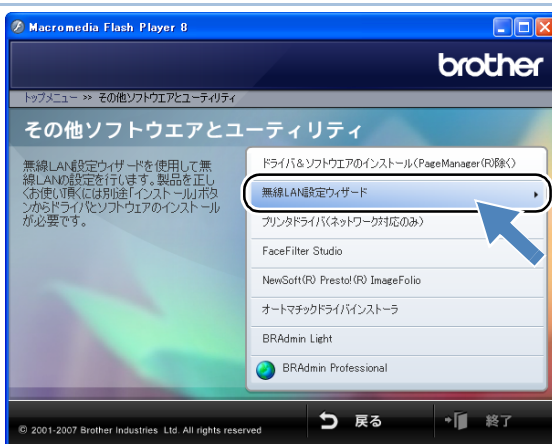 Macromedia Flash Player 8
brother
トップメニュー >> その他ソフトウエアとユーティリティ
その他ソフトウエアとユーティリティ
無線LAN設定ウィザードを使用して無
線LANの設定を行います。製品を正し
くお使い頂くには別途「インストール」ボタ
ンからドライバとソフトウエアのインストール
が必要です。
ドライバ&ソフトウエアのインストール(PageManager(R)除く)
無線LAN設定ウィザード
プリンタドライバ(ネットワーク対応のみ)
FaceFilter Studio
NewSoft(R) Presto!(R) ImageFolio
オートマチックドライバインストーラ
BRAdmin Light
BRAdmin Professional
© 2001-2007 Brother Industries Ltd. All rights reserved
戻る
終了